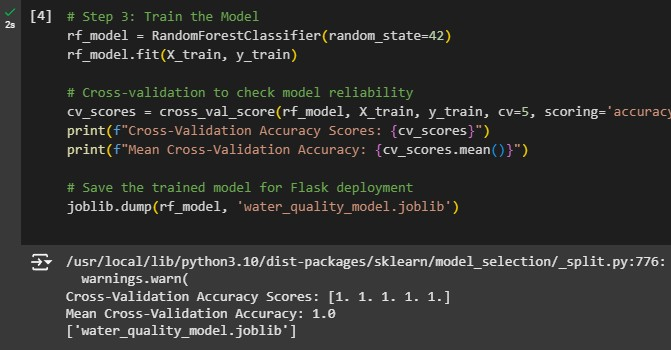 [4] # Step 3: Train the Model
2s
rf_model = RandomForestClassifier(random_state=42)
rf_model.fit(X_train, y_train)
# Cross-validation to check model reliability
cv_scores = cross_val_score(rf_model, X_train, y_train, cv=5, scoring='accuracy
print(f"Cross-Validation Accuracy Scores: {cv_scores}")
print(f"Mean Cross-Validation Accuracy: {cv_scores.mean()}")
# Save the trained model for Flask deployment
joblib.dump(rf_model, 'water_quality_model.joblib')
/usr/local/lib/python3.10/dist-packages/sklearn/model_selection/_split.py:776:
warnings.warn(
Cross-Validation Accuracy Scores: [1. 1. 1. 1. 1.]
Mean Cross-Validation Accuracy: 1.0
['water_quality_model.joblib']